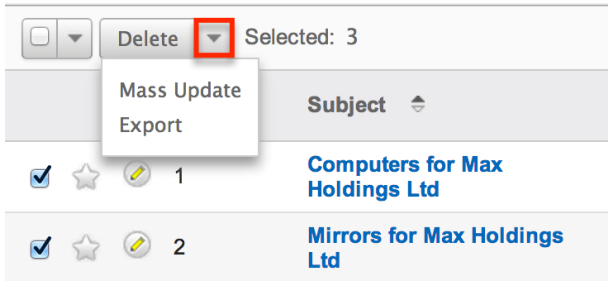 Delete
Selected: 3
Mass Update
Export
Subject
1
Computers for Max
Holdings Ltd
2
Mirrors for Max Holdings
Ltd